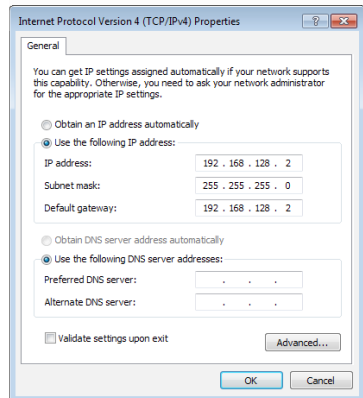 Internet Protocol Version 4 (TCP/IPv4) Properties
General
You can get IP settings assigned automatically if your network supports
this capability. Otherwise, you need to ask your network administrator
for the appropriate IP settings.
Obtain an IP address automatically
Use the following IP address:
IP address: 192 . 168 . 128 . 2
Subnet mask: 255 . 255 . 255 . 0
Default gateway: 192 . 168 . 128 . 2
Obtain DNS server address automatically
Use the following DNS server addresses:
Preferred DNS server: . . .
Alternate DNS server: . . .
Validate settings upon exit
Advanced...
OK Cancel